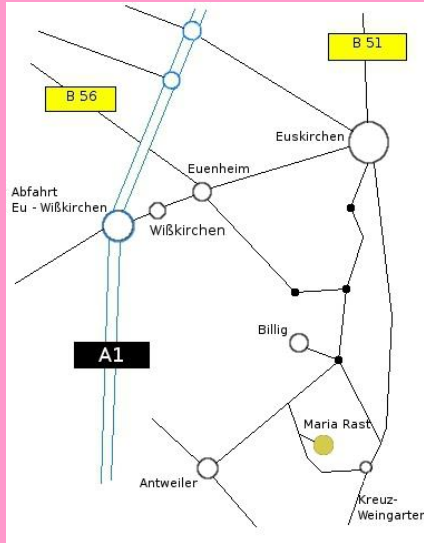 B 51
B 56
Euskirchen
Euenheim
Abfahrt
Eu - Wißkirchen
Wißkirchen
Billig
A1
Maria Rast
Antweiler
Kreuz-
Weingarten